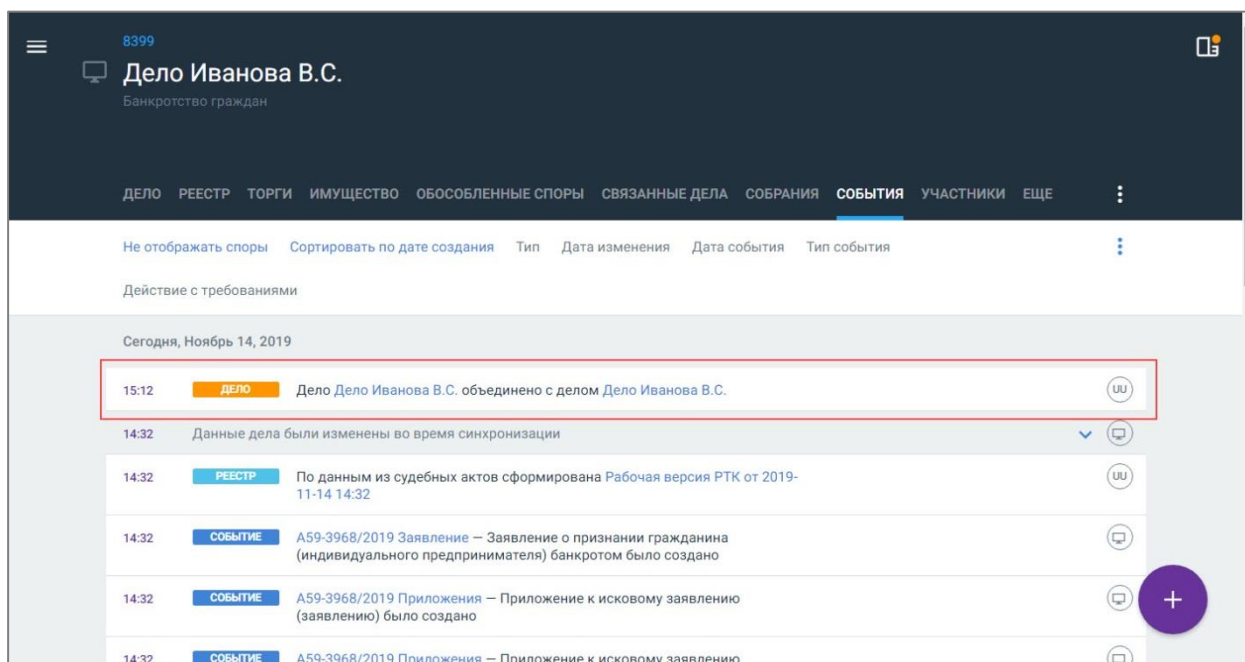 8399
Дело Иванова В.С.
Банкротство граждан
ДЕЛО РЕЕСТР ТОРГИ ИМУЩЕСТВО ОБОСОБЛЕННЫЕ СПОРЫ СВЯЗАННЫЕ ДЕЛА СОБРАНИЯ СОБЫТИЯ УЧАСТНИКИ ЕЩЕ
Не отображать споры Сортировать по дате создания Тип Дата изменения Дата события Тип события
Действие с требованиями
Сегодня, Ноябрь 14, 2019
15:12 ДЕЛО Дело Дело Иванова В.С. объединено с делом Дело Иванова В.С. UU
14:32 Данные дела были изменены во время синхронизации
14:32 РЕЕСТР По данным из судебных актов сформирована Рабочая версия РТК от 2019- UU
11-14 14:32
14:32 СОБЫТИЕ А59-3968/2019 Заявление — Заявление о признании гражданина
(индивидуального предпринимателя) банкротом было создано
14:32 СОБЫТИЕ А59-3968/2019 Приложения — Приложение к исковому заявлению
(заявлению) было создано
14:32 СОБЫТИЕ А59-3968/2019 Приложения — Приложение к исковому заявлению